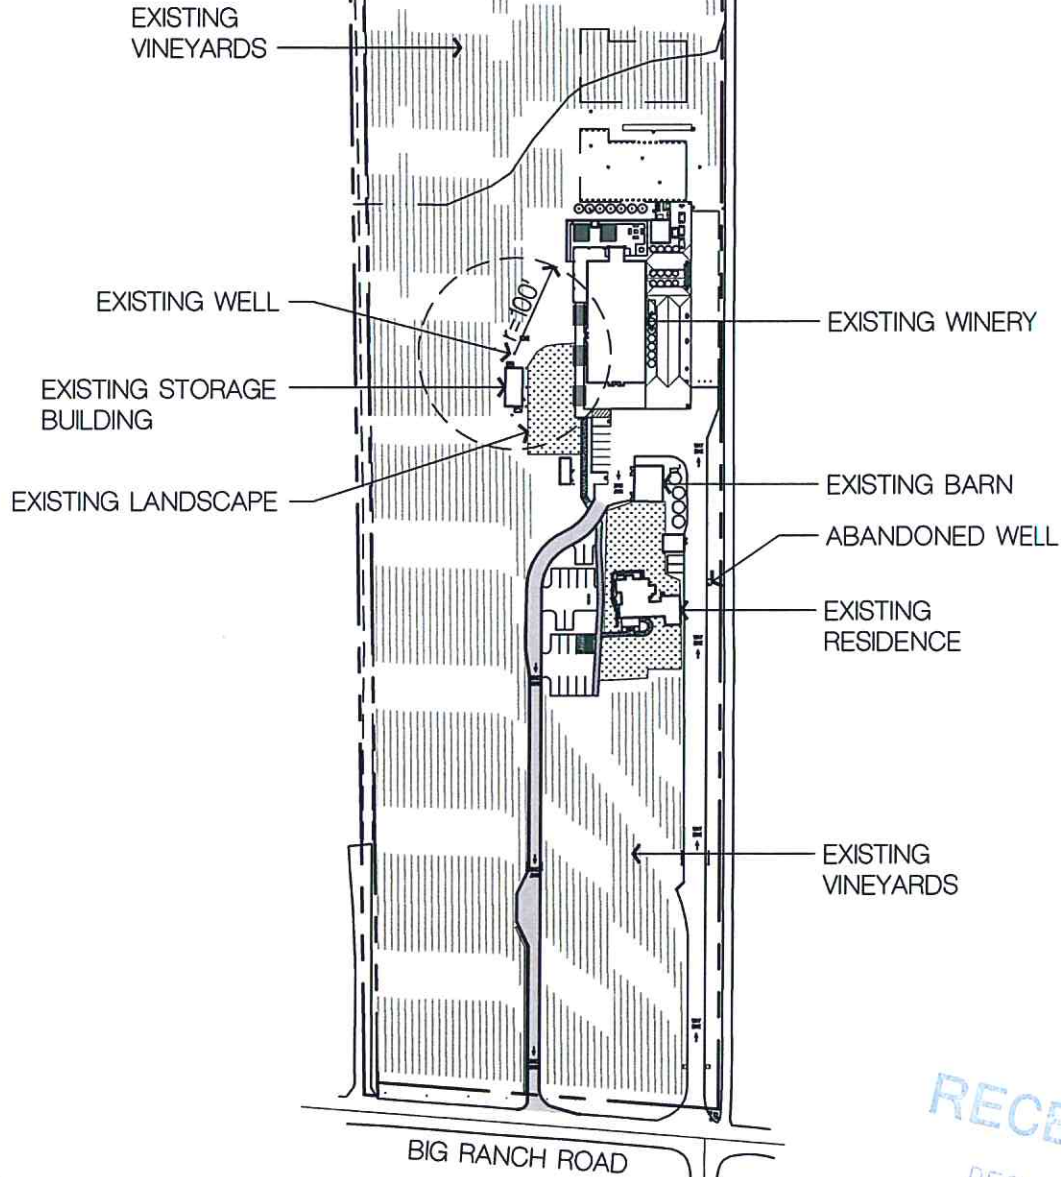 EXISTING
VINEYARDS
EXISTING WELL
r=100'
EXISTING WINERY
EXISTING STORAGE
BUILDING
EXISTING LANDSCAPE
EXISTING BARN
ABANDONED WELL
EXISTING
RESIDENCE
EXISTING
VINEYARDS
BIG RANCH ROAD